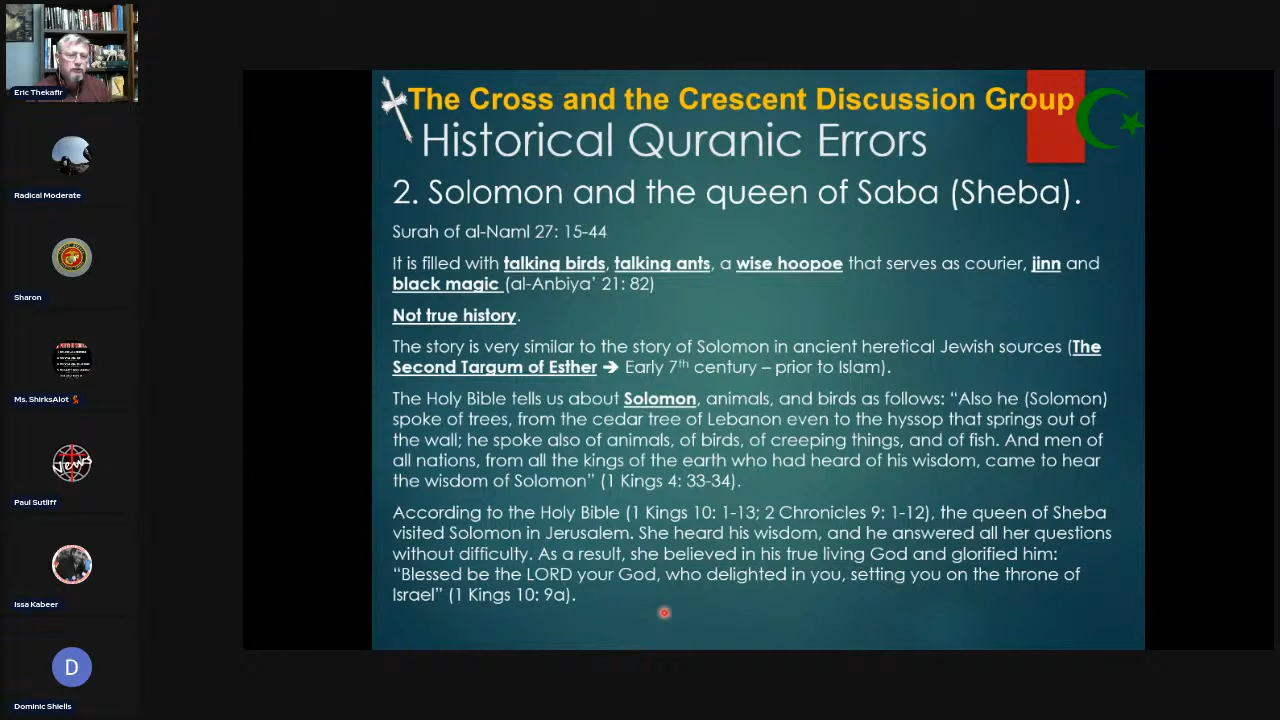 The Cross and the Crescent Discussion Group
Historical Quranic Errors
2. Solomon and the queen of Saba (Sheba).
Surah of al-Naml 27: 15-44
It is filled with talking birds, talking ants, a wise hoopoe that serves as courier, jinn and
black magic (al-Anbiya’ 21: 82)
Not true history.
The story is very similar to the story of Solomon in ancient heretical Jewish sources (The
Second Targum of Esther ➔ Early 7th century – prior to Islam).
The Holy Bible tells us about Solomon, animals, and birds as follows: “Also he (Solomon)
spoke of trees, from the cedar tree of Lebanon even to the hyssop that springs out of
the wall; he spoke also of animals, of birds, of creeping things, and of fish. And men of
all nations, from all the kings of the earth who had heard of his wisdom, came to hear
the wisdom of Solomon” (1 Kings 4: 33-34).
According to the Holy Bible (1 Kings 10: 1-13; 2 Chronicles 9: 1-12), the queen of Sheba
visited Solomon in Jerusalem. She heard his wisdom, and he answered all her questions
without difficulty. As a result, she believed in his true living God and glorified him:
“Blessed be the LORD your God, who delighted in you, setting you on the throne of
Israel” (1 Kings 10: 9a).
Eric Thekafir
Radical Moderate
Sharon
Ms. ShirksAlot
Paul Sutliff
Issa Kabeer
D
Dominic Shiells